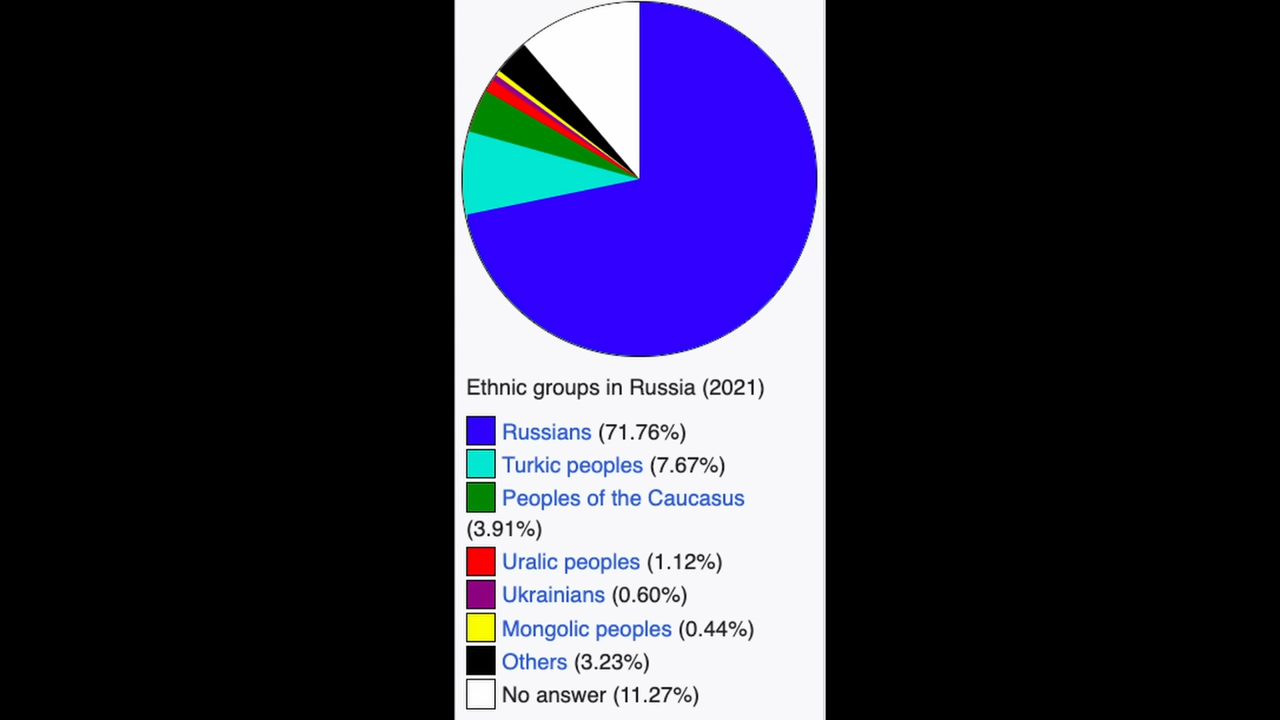 Ethnic groups in Russia (2021)
Russians (71.76%)
Turkic peoples (7.67%)
Peoples of the Caucasus
(3.91%)
Uralic peoples (1.12%)
Ukrainians (0.60%)
Mongolic peoples (0.44%)
Others (3.23%)
No answer (11.27%)